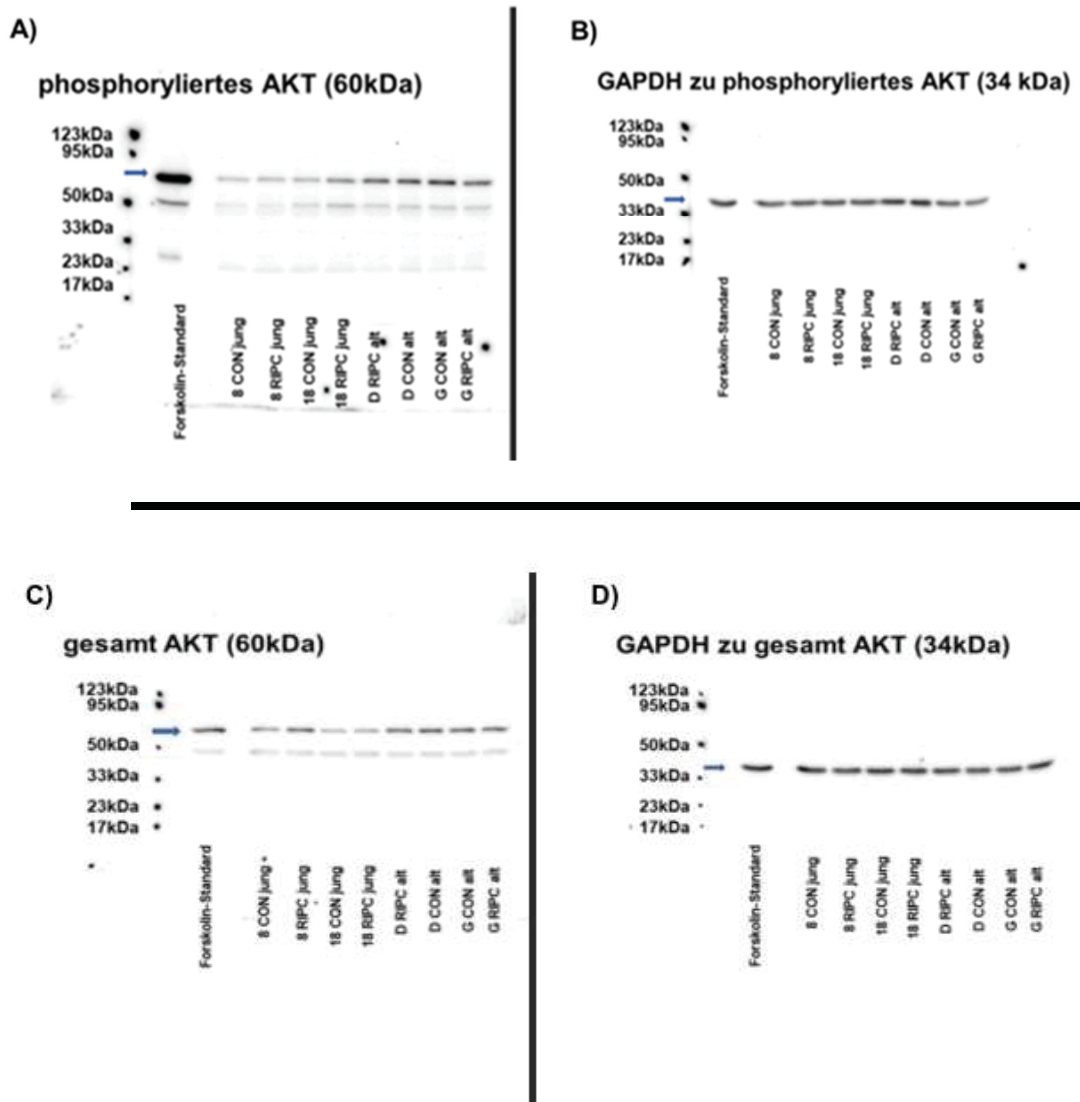 A)
phosphoryliertes AKT (60kDa)
123kDa
95kDa
50kDa
33kDa
23kDa
17kDa
Forskolin-Standard
8 CON jung
8 RIPC jung
18 CON jung
18 RIPC jung
D RIPC alt
D CON alt
G CON alt
G RIPC alt
B)
GAPDH zu phosphoryliertes AKT (34 kDa)
123kDa
95kDa
50kDa
33kDa
23kDa
17kDa
Forskolin-Standard
8 CON jung
8 RIPC jung
18 CON jung
18 RIPC jung
D RIPC alt
D CON alt
G CON alt
G RIPC alt
C)
gesamt AKT (60kDa)
123kDa
95kDa
50kDa
33kDa
23kDa
17kDa
Forskolin-Standard
8 CON jung
8 RIPC jung
18 CON jung
18 RIPC jung
D RIPC alt
D CON alt
G CON alt
G RIPC alt
D)
GAPDH zu gesamt AKT (34kDa)
123kDa
95kDa
50kDa
33kDa
23kDa
17kDa
Forskolin-Standard
8 CON jung
8 RIPC jung
18 CON jung
18 RIPC jung
D RIPC alt
D CON alt
G CON alt
G RIPC alt